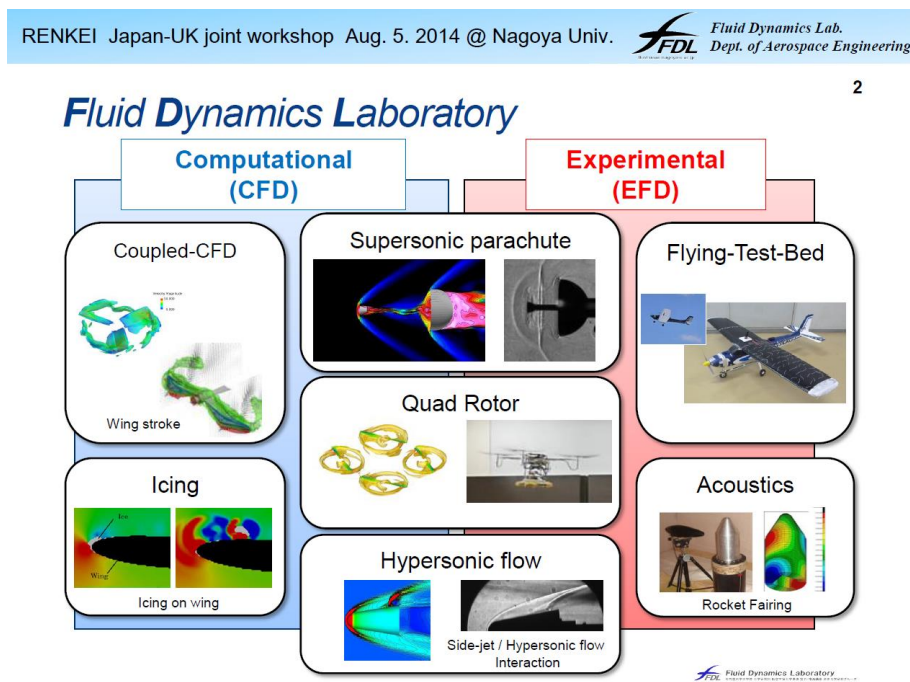 RENKEI Japan-UK joint workshop Aug. 5. 2014 @ Nagoya Univ.
FDL
Fluid Dynamics Lab.
Dept. of Aerospace Engineering
2
Fluid Dynamics Laboratory
Computational
(CFD)
Experimental
(EFD)
Coupled-CFD
Wing stroke
Supersonic parachute
Flying-Test-Bed
Quad Rotor
Icing
Ice
Wing
Icing on wing
Acoustics
Rocket Fairing
Hypersonic flow
Side-jet / Hypersonic flow
Interaction
FDL
Fluid Dynamics Laboratory